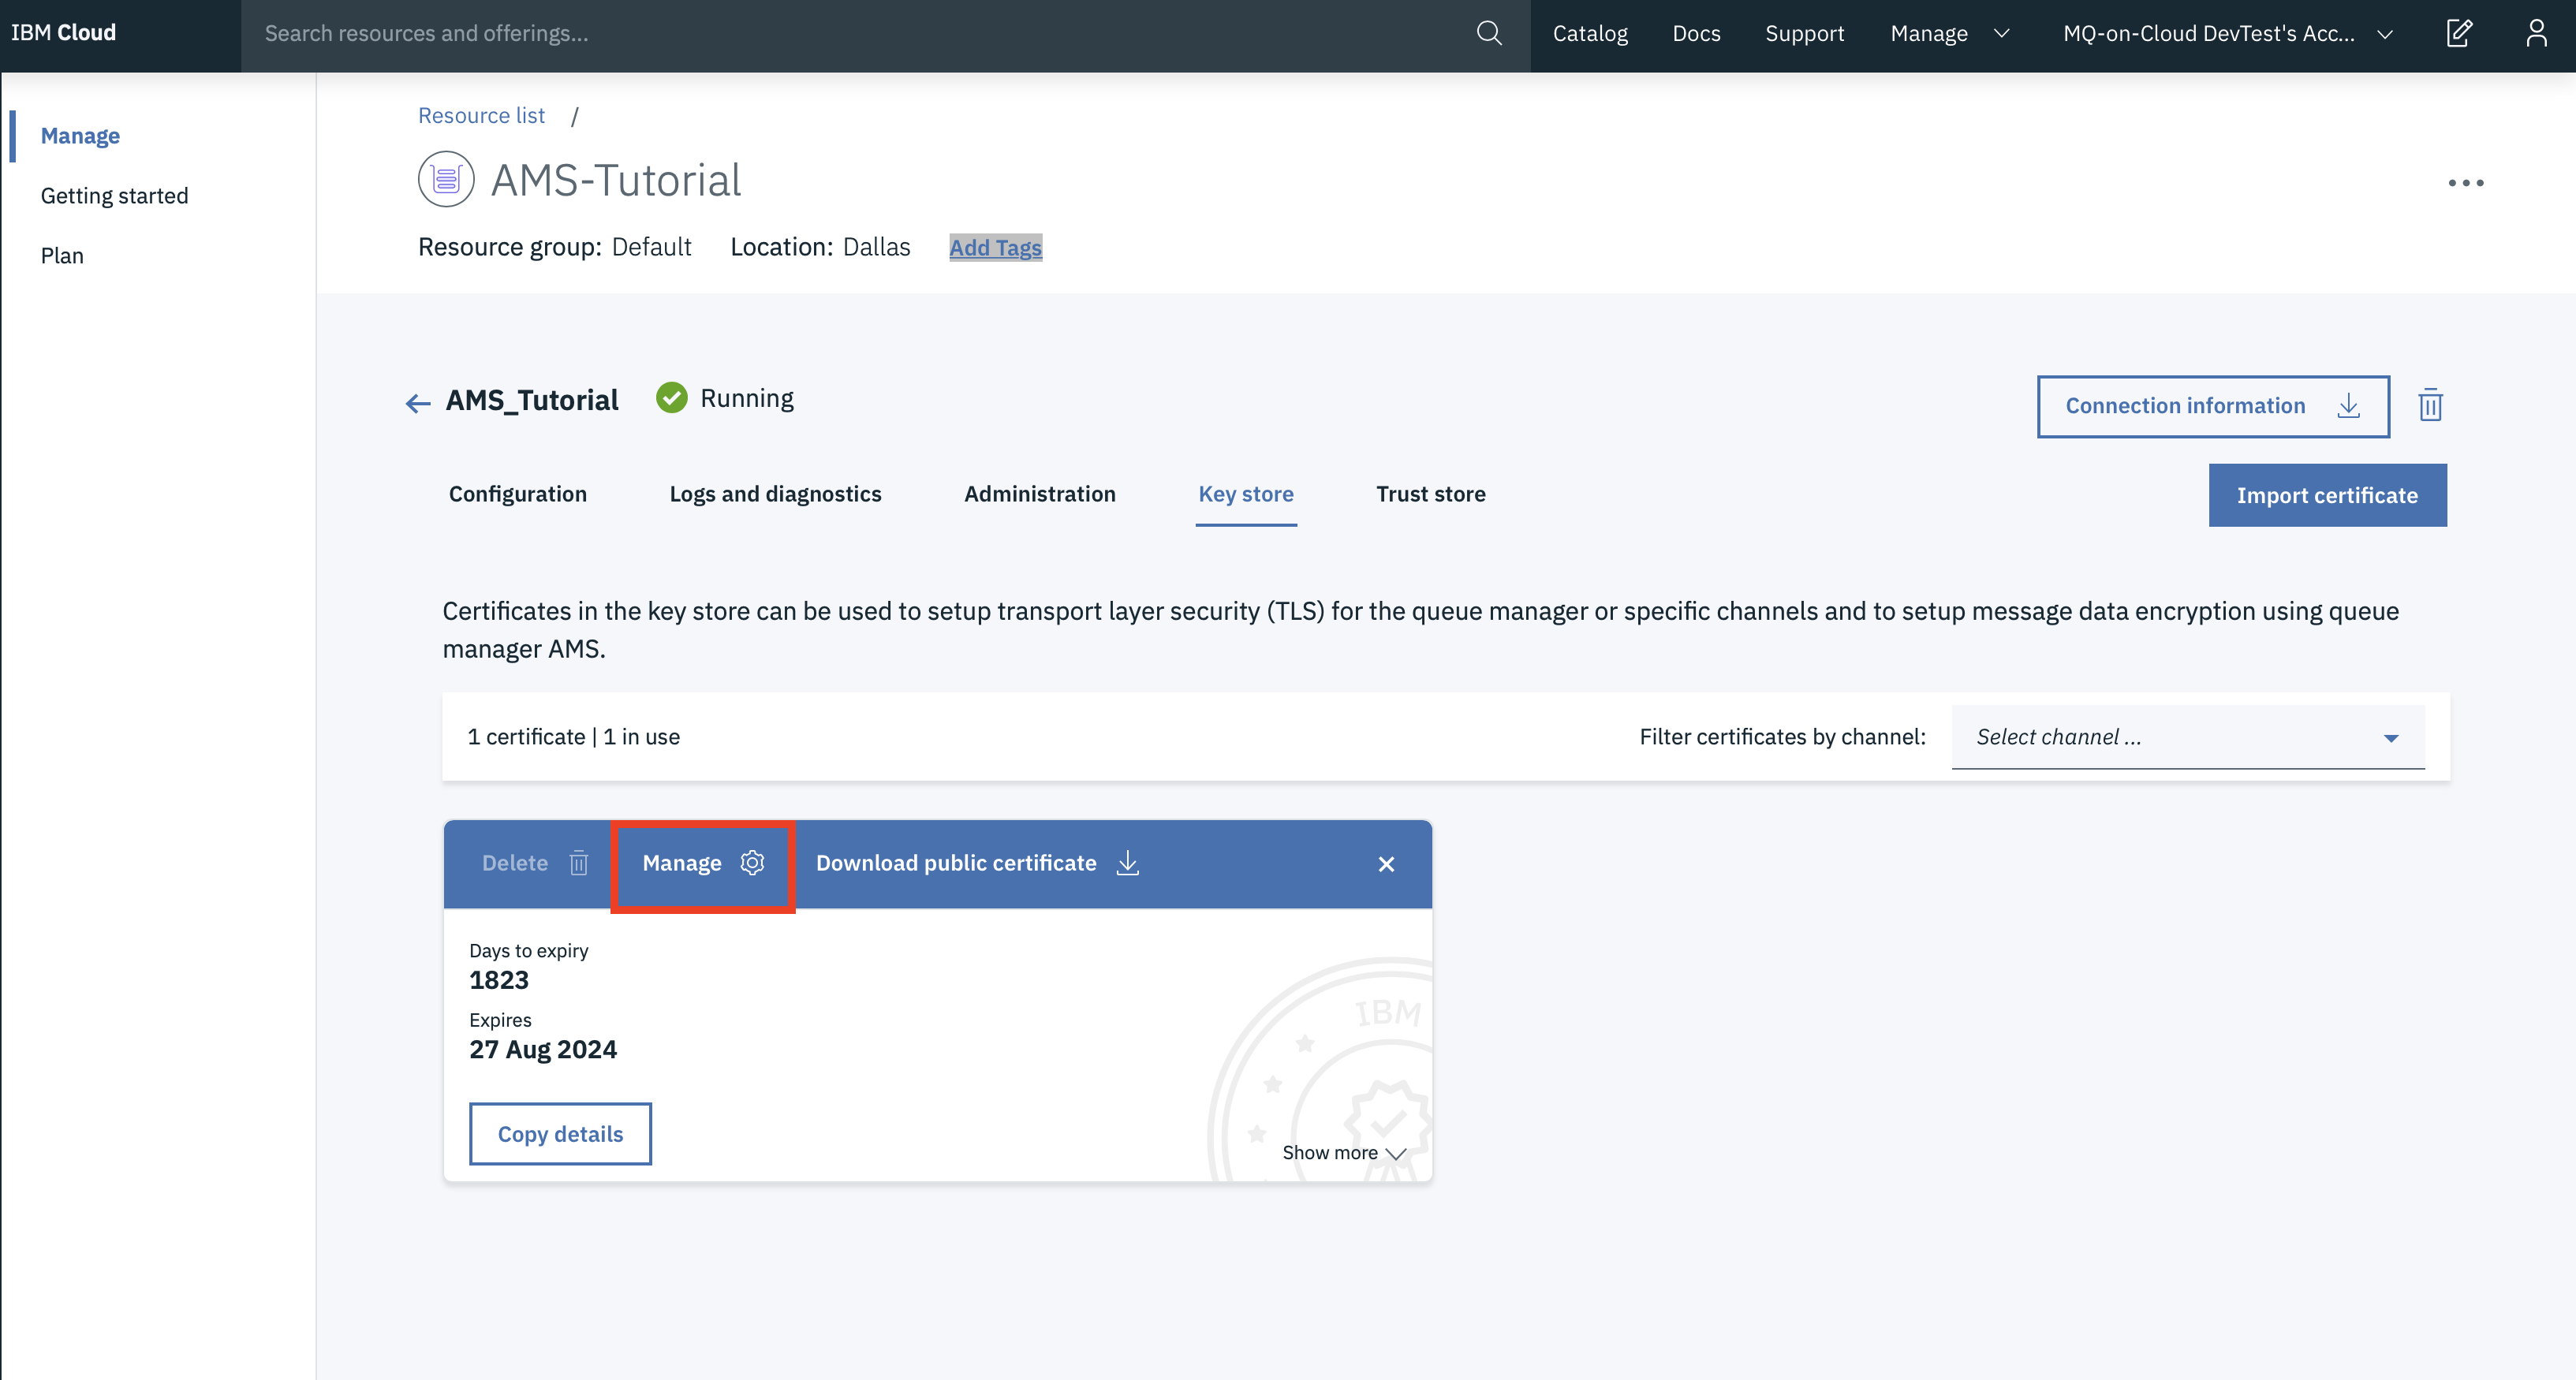 IBM Cloud
Search resources and offerings...
Catalog
Docs
Support
Manage
MQ-on-Cloud DevTest's Acc...
Manage
Getting started
Plan
Resource list /
AMS-Tutorial
Resource group: Default Location: Dallas Add Tags
AMS_Tutorial
Running
Connection information
Configuration
Logs and diagnostics
Administration
Key store
Trust store
Import certificate
Certificates in the key store can be used to setup transport layer security (TLS) for the queue manager or specific channels and to setup message data encryption using queue
manager AMS.
1 certificate | 1 in use
Filter certificates by channel:
Select channel ...
Delete
Manage
Download public certificate
Days to expiry
1823
Expires
27 Aug 2024
IBM
Copy details
Show more